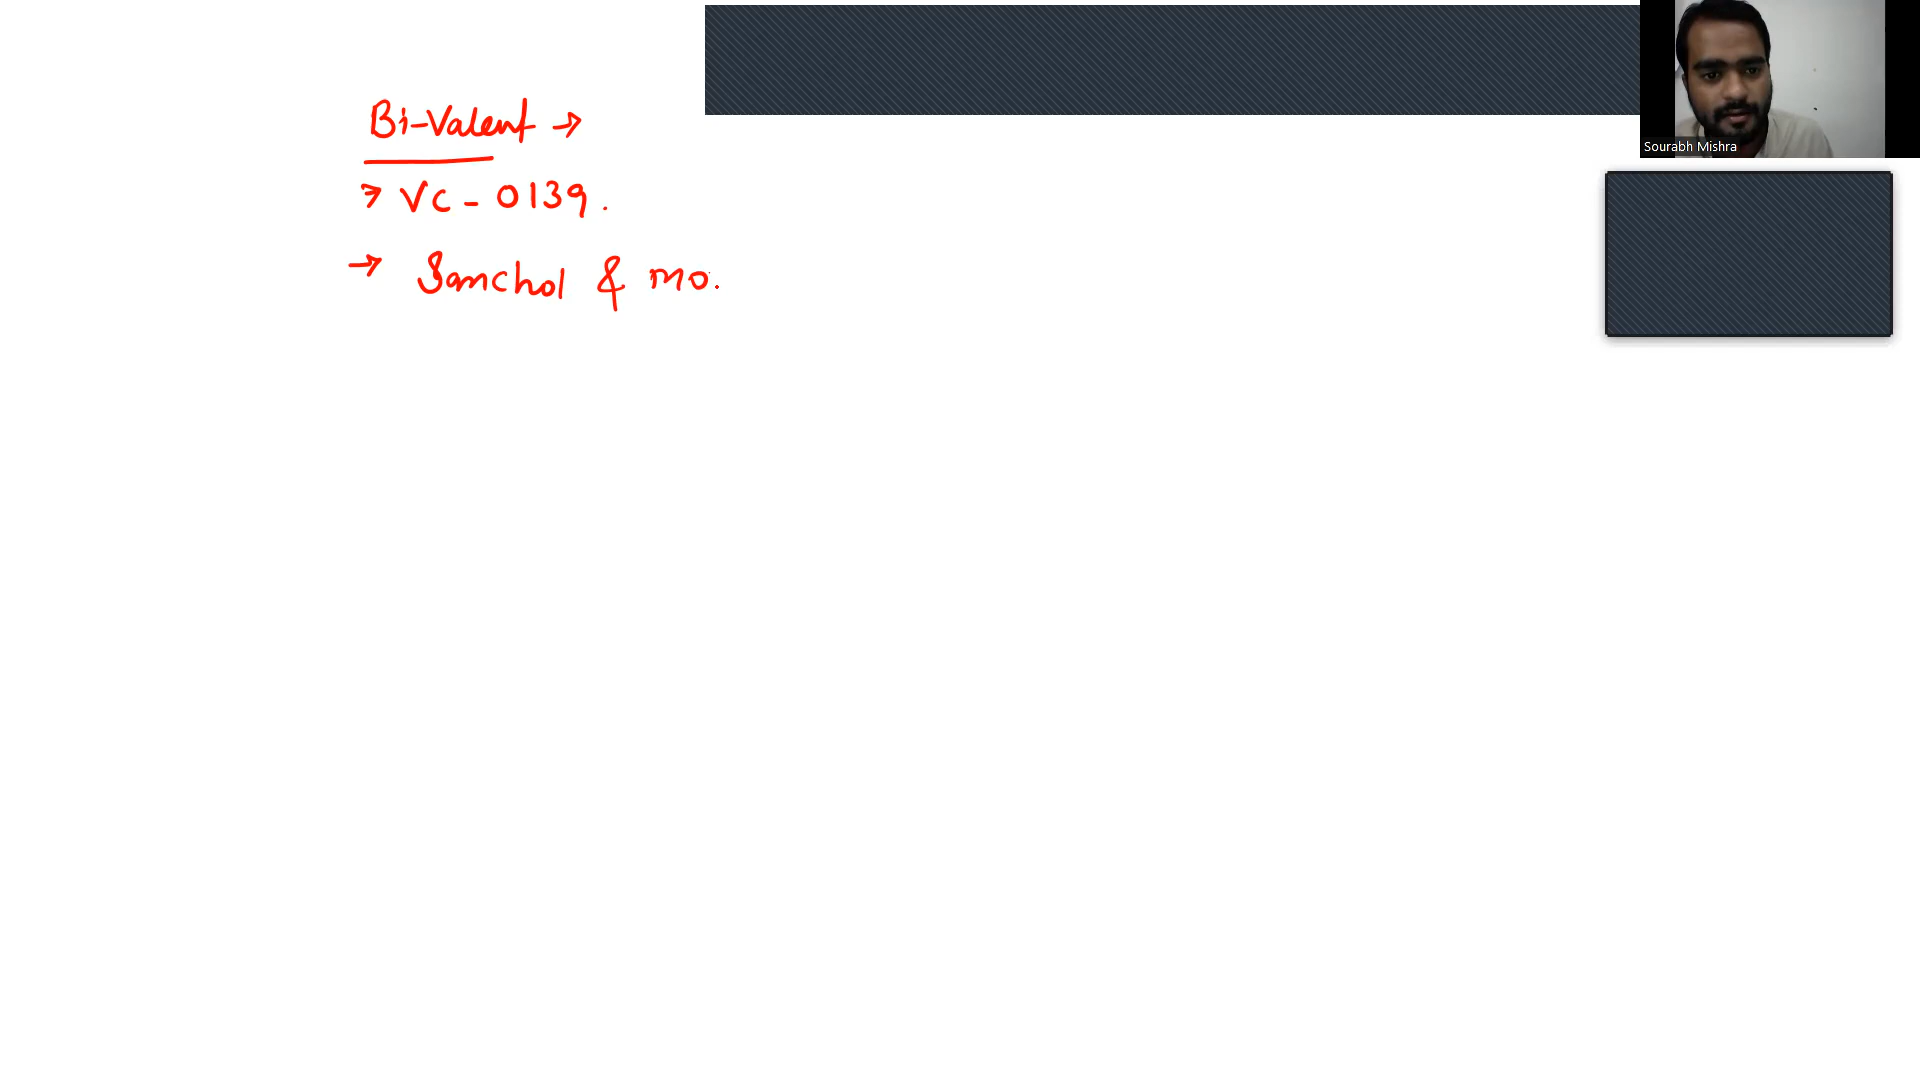 Bi-Valent →
→ VC - 0139.
→ Sanchol & mo.
Sourabh Mishra